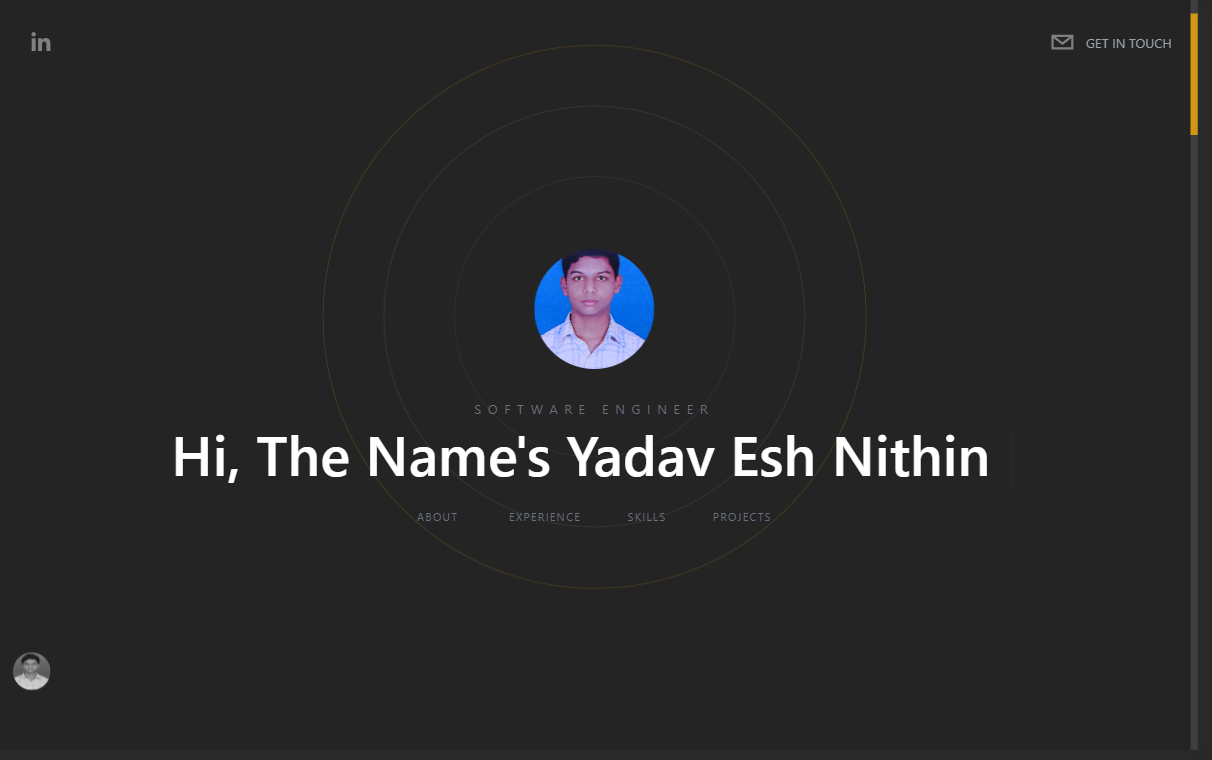 in
GET IN TOUCH
SOFTWARE ENGINEER
Hi, The Name's Yadav Esh Nithin
ABOUT EXPERIENCE SKILLS PROJECTS